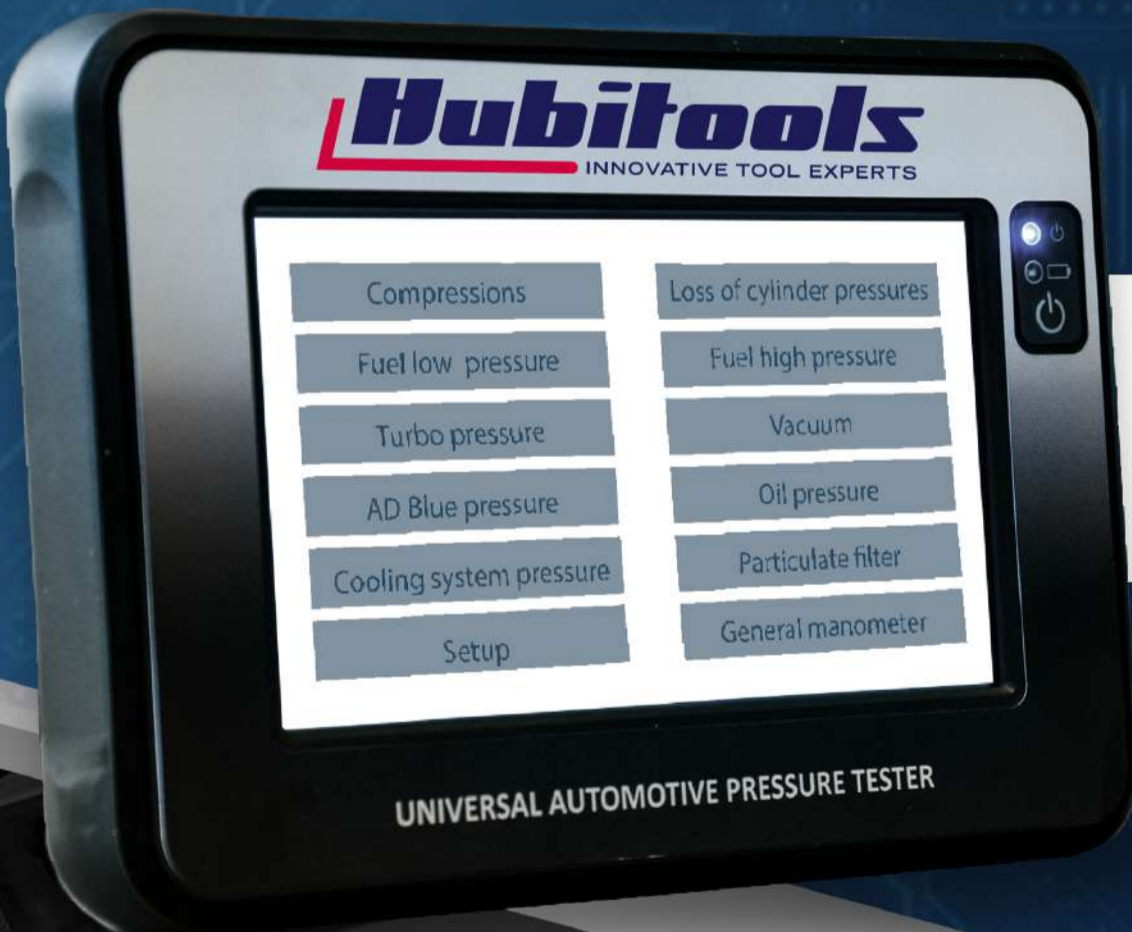 Hubitools
INNOVATIVE TOOL EXPERTS
Compressions
Loss of cylinder pressures
Fuel low pressure
Fuel high pressure
Turbo pressure
Vacuum
AD Blue pressure
Oil pressure
Cooling system pressure
Particulate filter
Setup
General manometer
UNIVERSAL AUTOMOTIVE PRESSURE TESTER